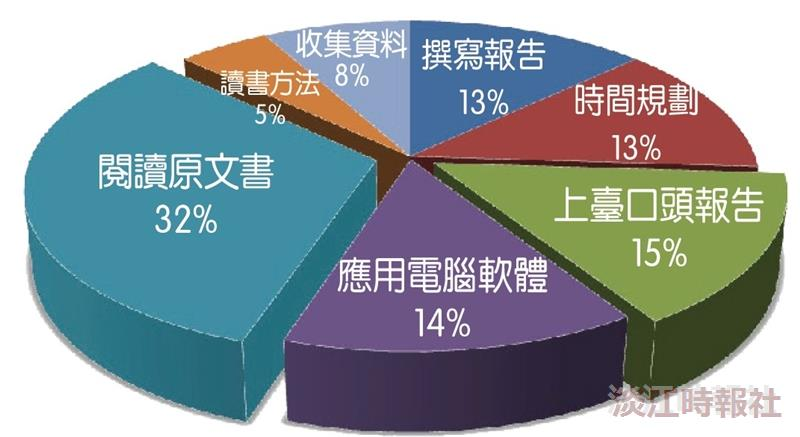 收集資料
8%
撰寫報告
13%
讀書方法
5%
時間規劃
13%
閱讀原文書
32%
上臺口頭報告
15%
應用電腦軟體
14%
淡江時報社